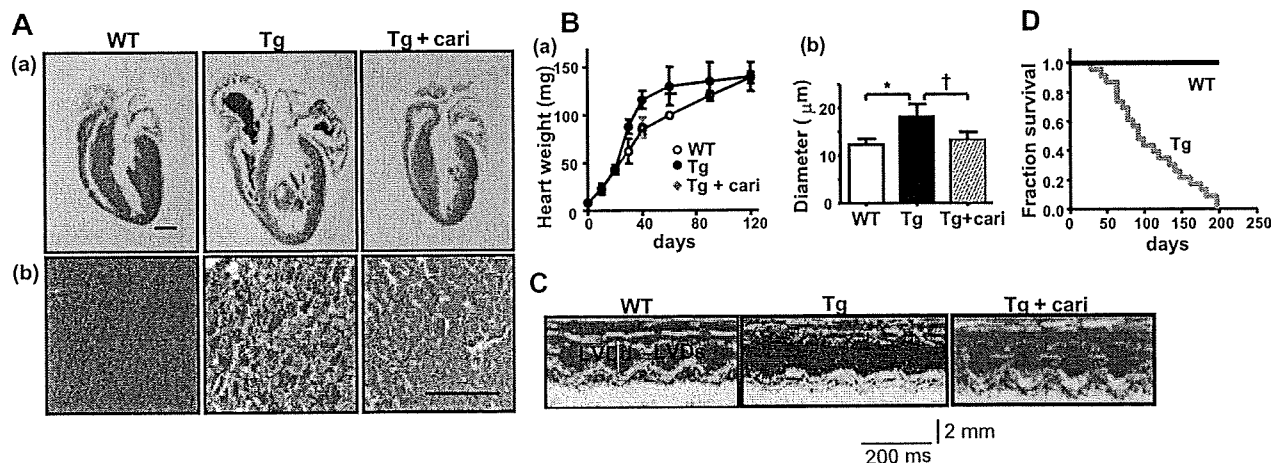 A
WT
Tg
Tg + cari
(a)
(b)
B
(a)
Heart weight (mg)
150
100
50
0
0
40
80
120
days
WT
Tg
Tg + cari
(b)
Diameter ( μm)
20
10
0
*
†
WT
Tg
Tg+cari
C
WT
Tg
Tg + cari
LVDd
LVDs
2 mm
200 ms
D
Fraction survival
1.0
0.8
0.6
0.4
0.2
0.0
WT
Tg
0
50
100
150
200
250
days